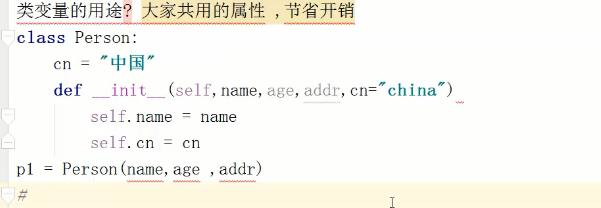 类变量的用途? 大家共用的属性 ,节省开销
class Person:
    cn = "中国"
    def __init__(self,name,age,addr,cn="china")
        self.name = name
        self.cn = cn
p1 = Person(name,age ,addr)
#